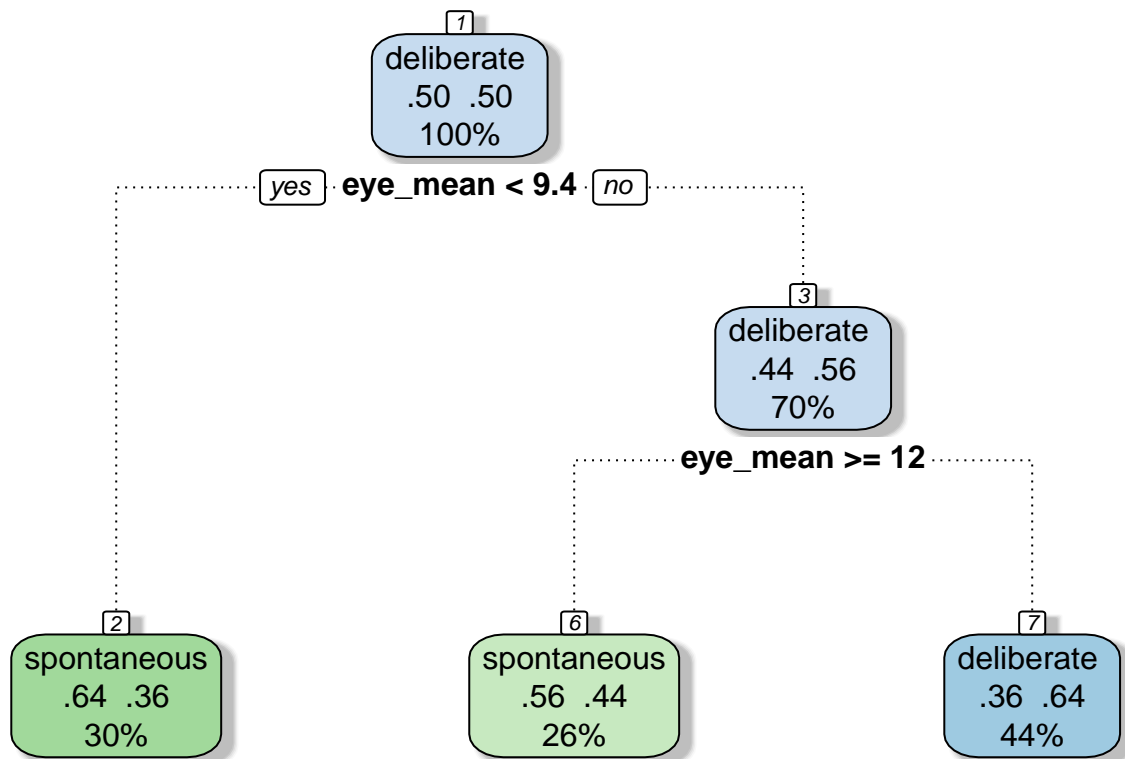 1
deliberate
.50 .50
100%
yes eye_mean < 9.4 no
3
deliberate
.44 .56
70%
eye_mean >= 12
2
spontaneous
.64 .36
30%
6
spontaneous
.56 .44
26%
7
deliberate
.36 .64
44%